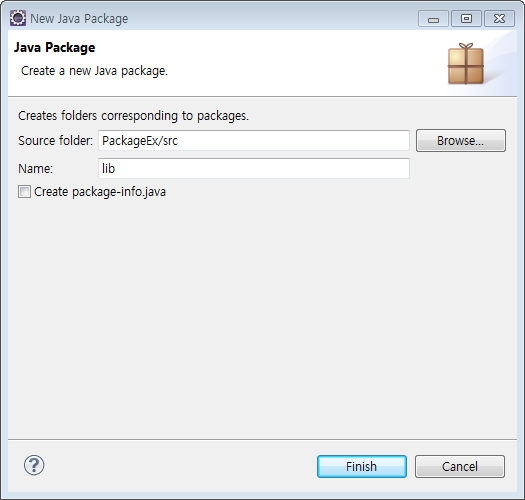 New Java Package
Java Package
Create a new Java package.
Creates folders corresponding to packages.
Source folder: PackageEx/src Browse...
Name: lib
Create package-info.java
? Finish Cancel